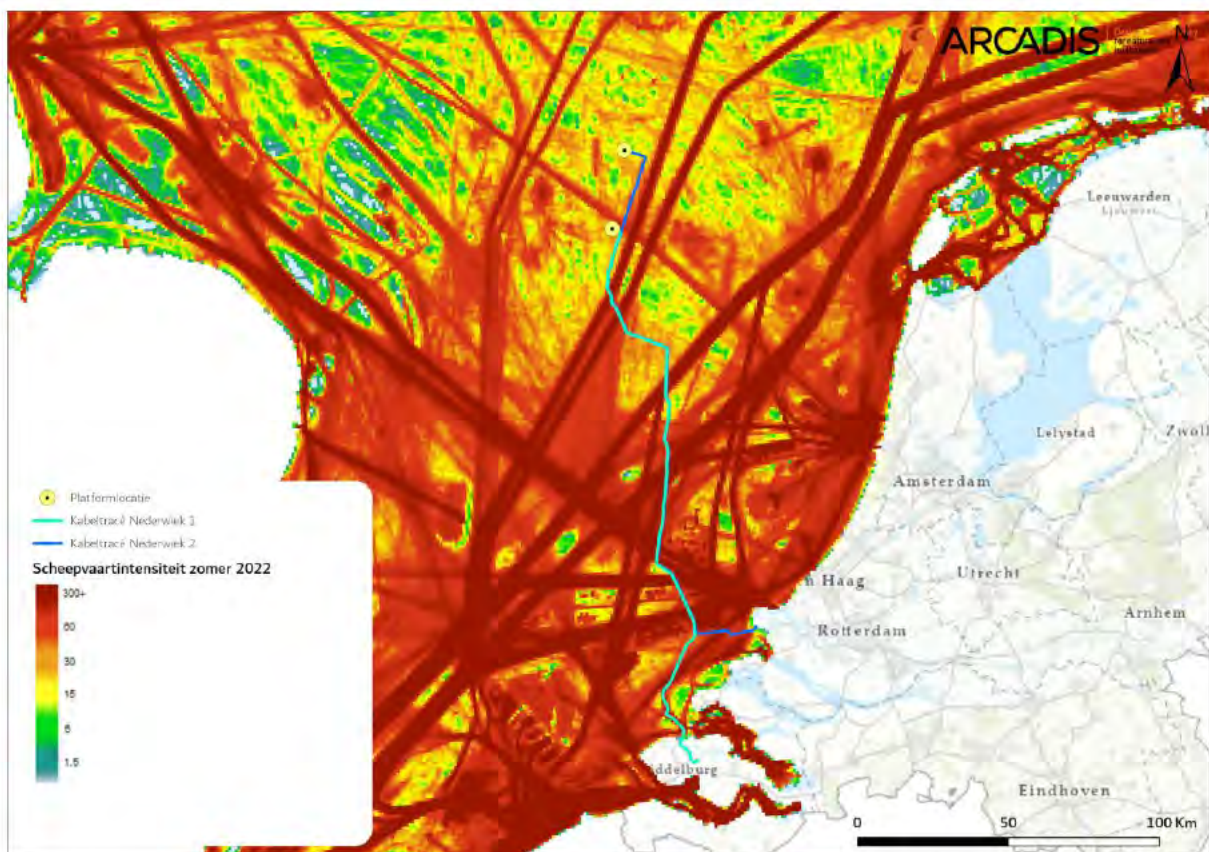 ARCADIS
N
Leeuwarden
Lelystad
Zwoll
Amsterdam
Platformlocatie
Kabeltracé Nederwiek 1
Kabeltracé Nederwiek 2
Scheepvaartintensiteit zomer 2022
300+
60
30
15
6
1.5
n Haag
Utrecht
Rotterdam
Arnhem
iddelburg
Eindhoven
0
50
100 Km